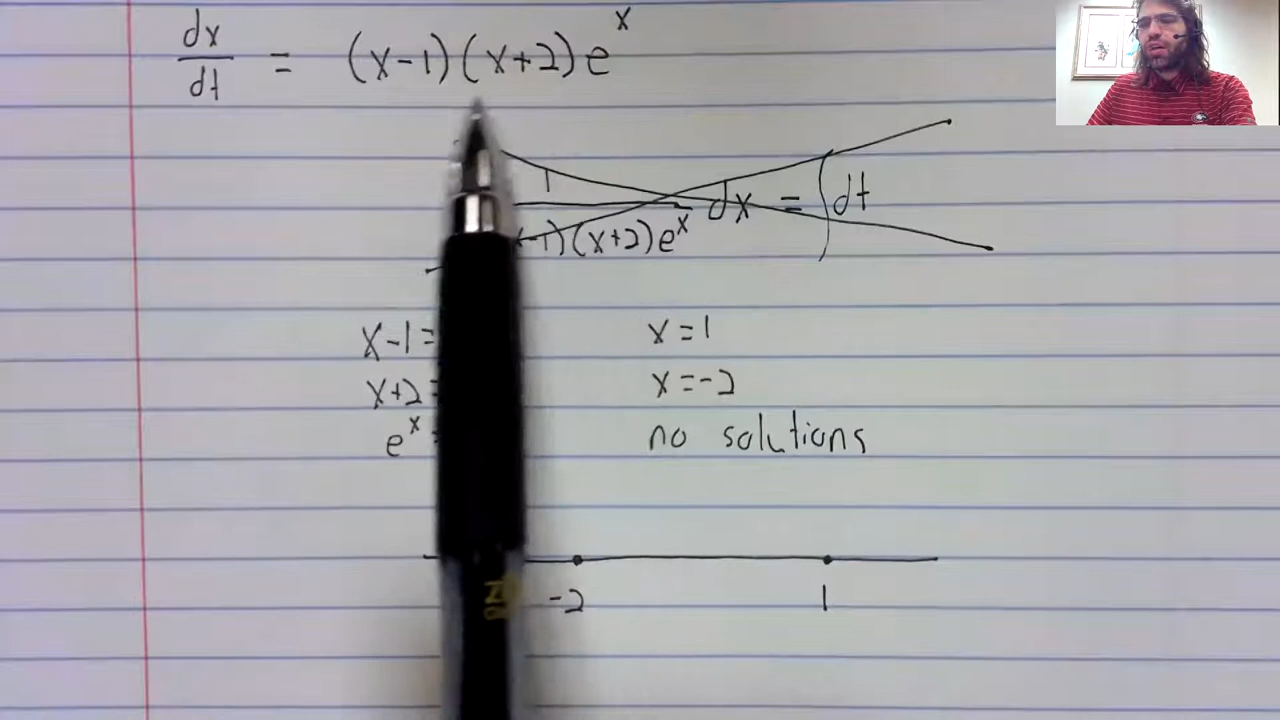 dx/dt = (x-1)(x+2)e^x
1
-1)(x+2)e^x dx = ∫dt
x-1= x=1
x+2= x=-2
e^x no solutions
-2 1